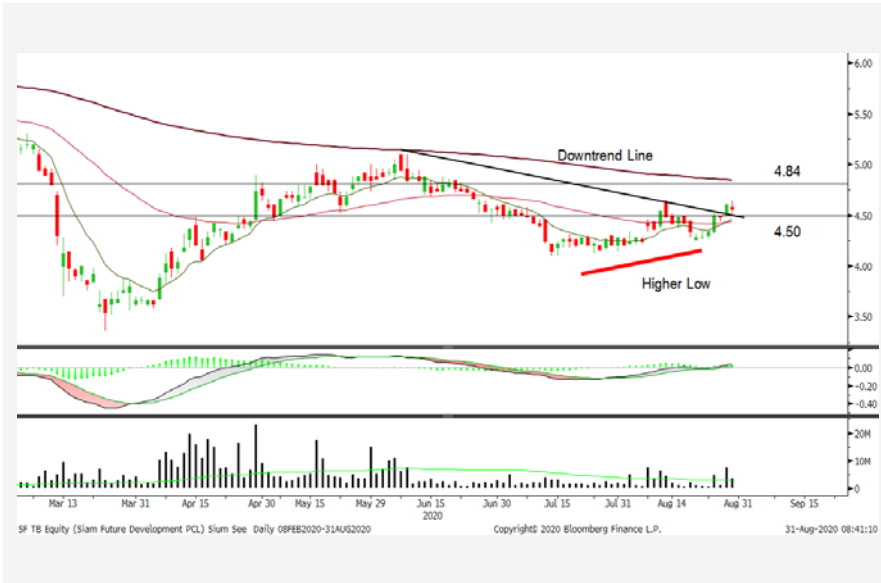 6.00
5.50
Downtrend Line
5.00
4.84
4.50
4.50
4.00
Higher Low
3.50
0.00
-0.20
-0.40
20M
10M
0
Mar 13 Mar 31 Apr 15 Apr 30 May 15 May 29 Jun 15 Jun 30 Jul 15 Jul 31 Aug 14 Aug 31 Sep 15
2020
SF TB Equity (Siam Future Development PCL) Sium See Daily 08FEB2020-31AUG2020 Copyright© 2020 Bloomberg Finance L.P. 31-Aug-2020 08:41:10